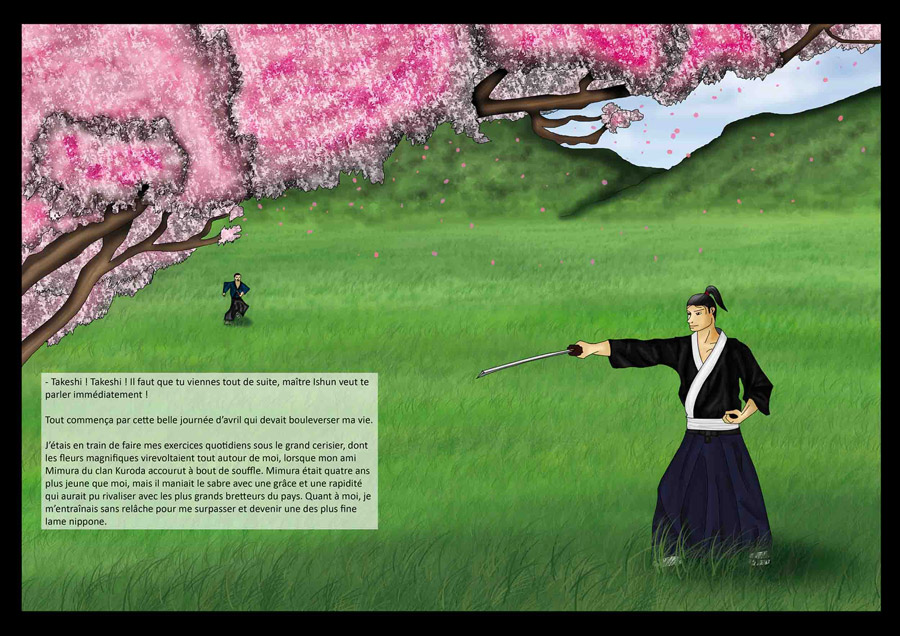 - Takeshi ! Takeshi ! Il faut que tu viennes tout de suite, maître Ishun veut te
parler immédiatement !
Tout commença par cette belle journée d'avril qui devait bouleverser ma vie.
J'étais en train de faire mes exercices quotidiens sous le grand cerisier, dont
les fleurs magnifiques virevoltaient tout autour de moi, lorsque mon ami
Mimura du clan Kuroda accourut à bout de souffle. Mimura était quatre ans
plus jeune que moi, mais il maniait le sabre avec une grâce et une rapidité
qui aurait pu rivaliser avec les plus grands bretteurs du pays. Quant à moi, je
m'entraînais sans relâche pour me surpasser et devenir une des plus fine
lame nippone.